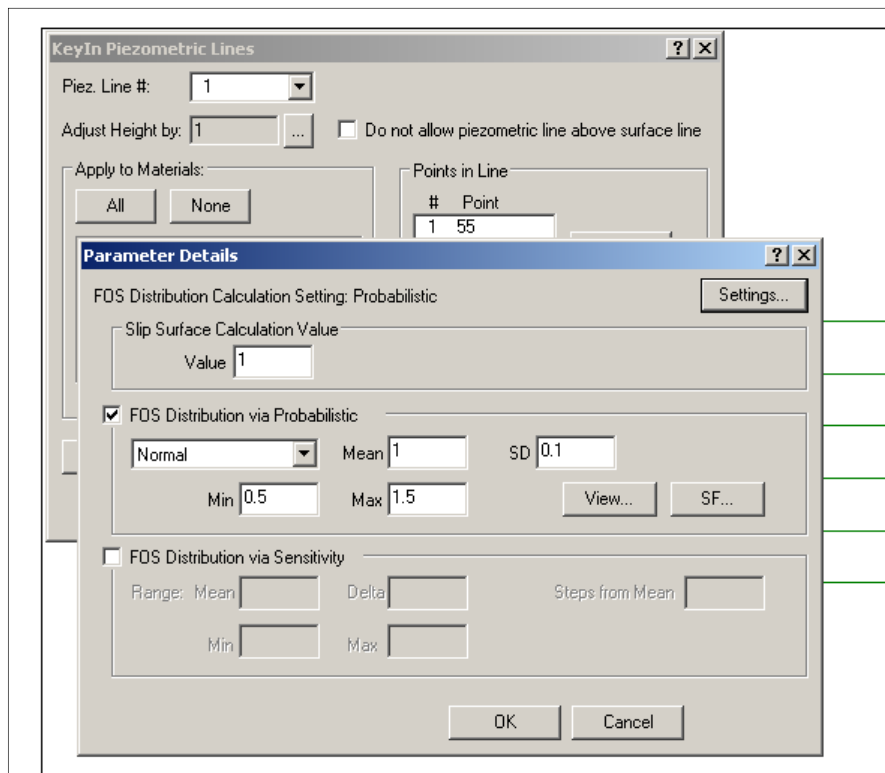 KeyIn Piezometric Lines
Piez. Line #: 1
Adjust Height by: 1 ... Do not allow piezometric line above surface line
Apply to Materials:
All None
Points in Line
# Point
1 55
Parameter Details
FOS Distribution Calculation Setting: Probabilistic Settings...
Slip Surface Calculation Value
Value 1
FOS Distribution via Probabilistic
Normal Mean 1 SD 0.1
Min 0.5 Max 1.5 View... SF...
FOS Distribution via Sensitivity
Range: Mean Delta Steps from Mean
Min Max
OK Cancel